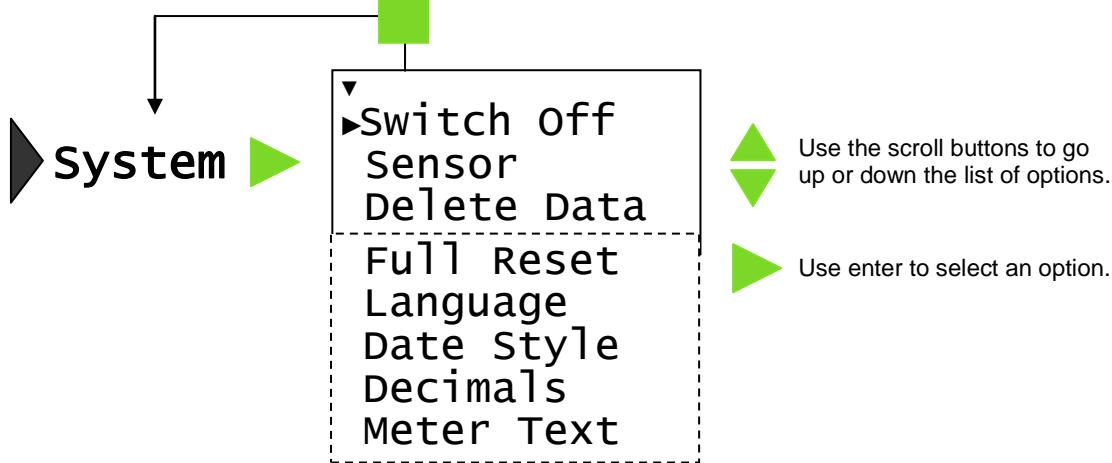 System
▼
►Switch Off
Sensor
Delete Data
Full Reset
Language
Date Style
Decimals
Meter Text
Use the scroll buttons to go
up or down the list of options.
Use enter to select an option.